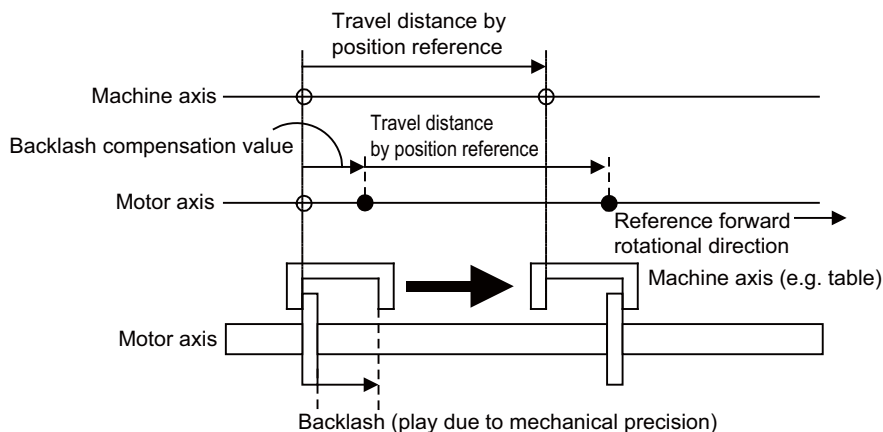 Travel distance by
position reference
Machine axis
Travel distance
by position reference
Backlash compensation value
Motor axis
Reference forward
rotational direction
Machine axis (e.g. table)
Motor axis
Backlash (play due to mechanical precision)